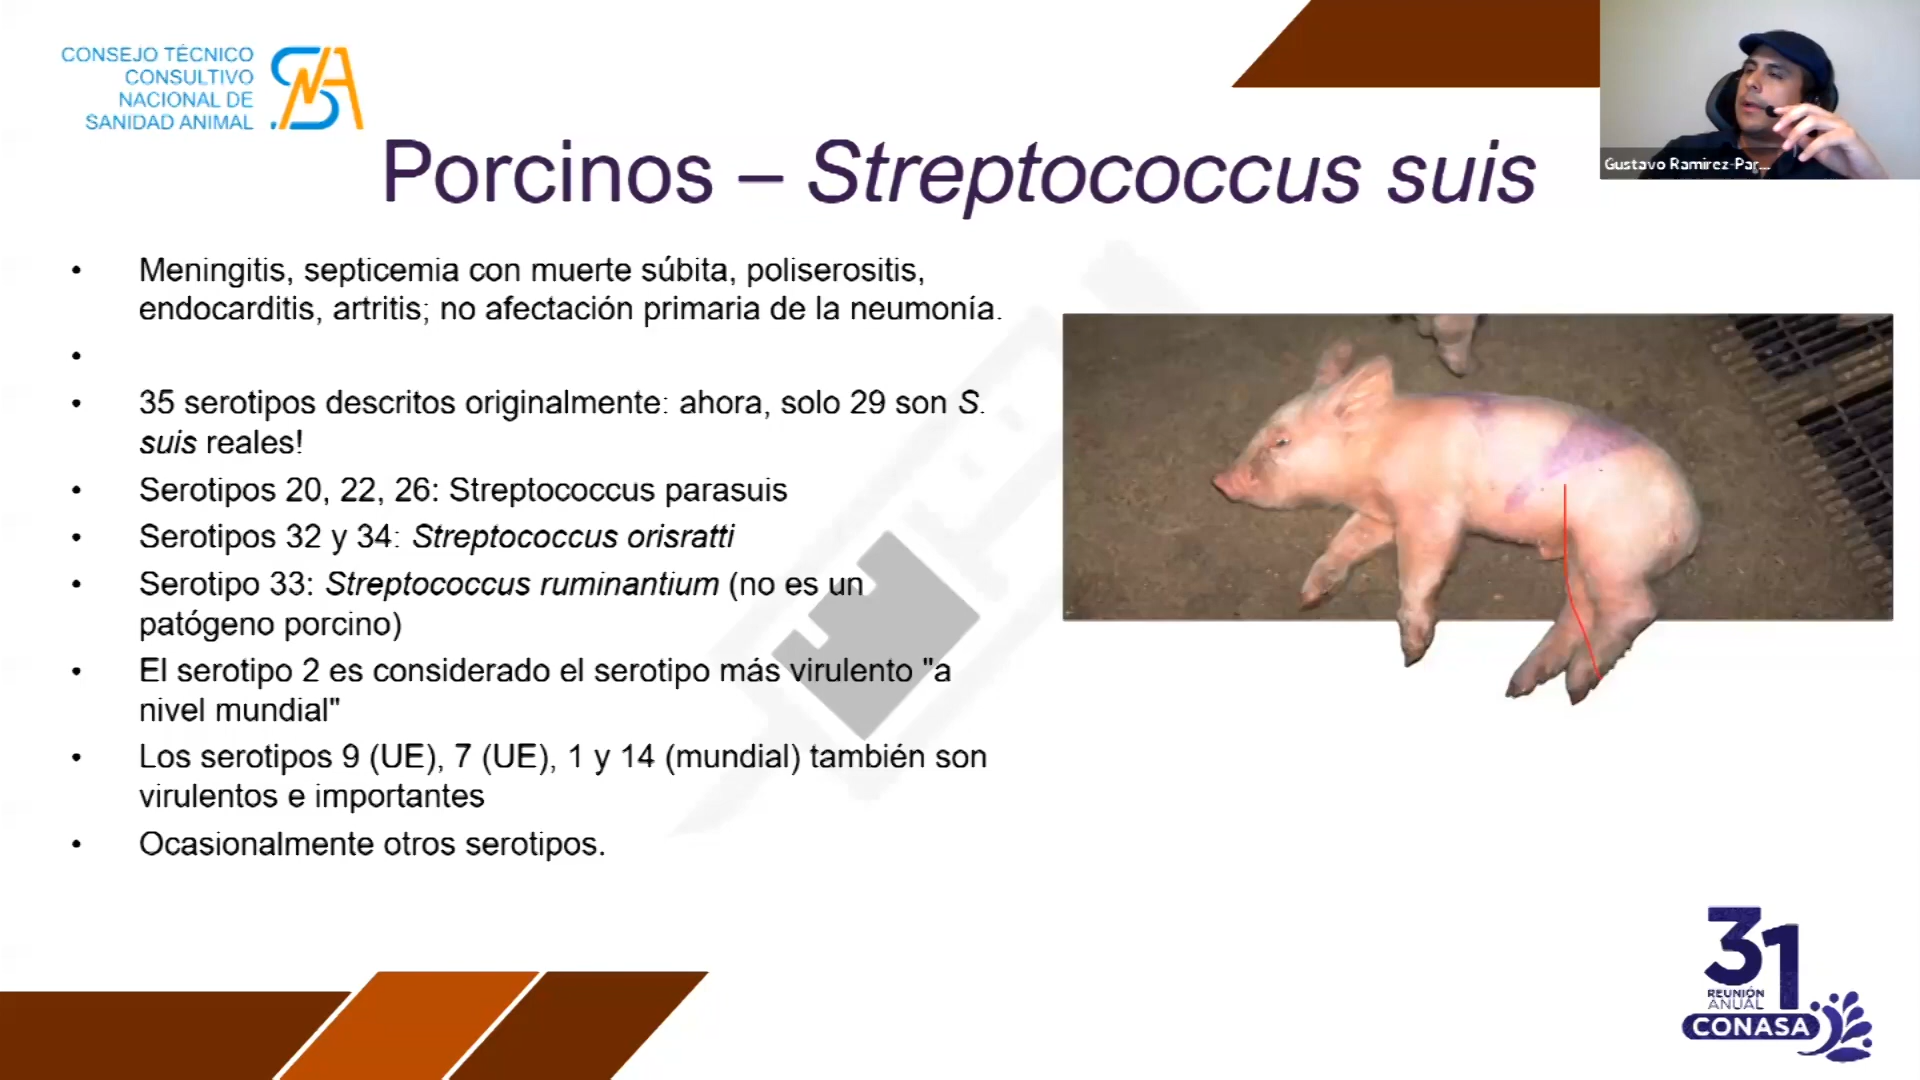 CONSEJO TÉCNICO
CONSULTIVO
NACIONAL DE
SANIDAD ANIMAL
Porcinos – Streptococcus suis
Gustavo Ramirez-Par...
• Meningitis, septicemia con muerte súbita, poliserositis,
endocarditis, artritis; no afectación primaria de la neumonía.
•
• 35 serotipos descritos originalmente: ahora, solo 29 son S.
suis reales!
• Serotipos 20, 22, 26: Streptococcus parasuis
• Serotipos 32 y 34: Streptococcus orisratti
• Serotipo 33: Streptococcus ruminantium (no es un
patógeno porcino)
• El serotipo 2 es considerado el serotipo más virulento "a
nivel mundial"
• Los serotipos 9 (UE), 7 (UE), 1 y 14 (mundial) también son
virulentos e importantes
• Ocasionalmente otros serotipos.
31
REUNIÓN
ANUAL
CONASA